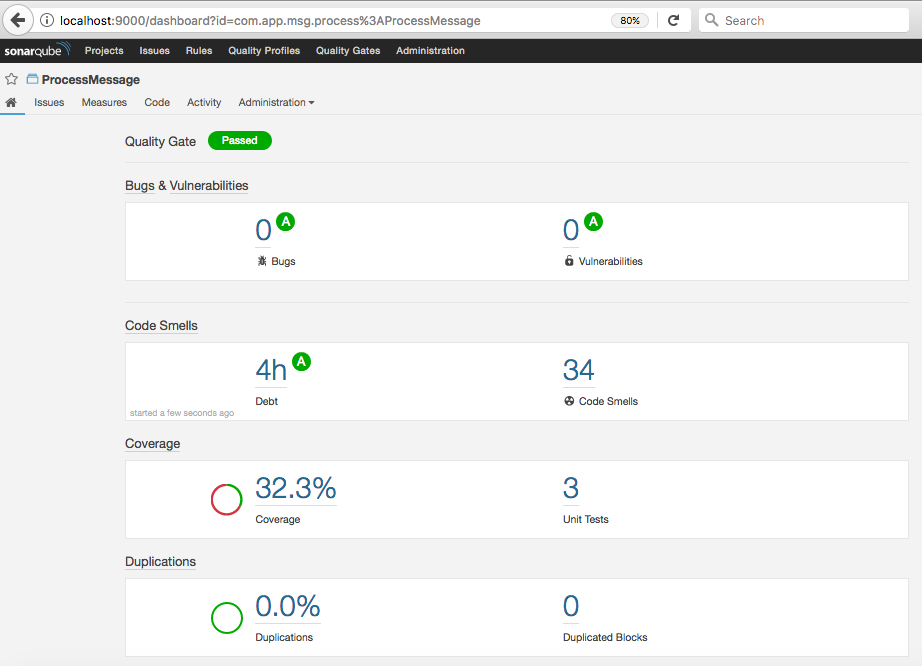 localhost:9000/dashboard?id=com.app.msg.process%3AProcessMessage 80% Search
sonarqube Projects Issues Rules Quality Profiles Quality Gates Administration
ProcessMessage
Issues Measures Code Activity Administration
Quality Gate Passed
Bugs & Vulnerabilities
0 A 0 A
Bugs Vulnerabilities
Code Smells
4h A 34
Debt Code Smells
started a few seconds ago
Coverage
32.3% 3
Coverage Unit Tests
Duplications
0.0% 0
Duplications Duplicated Blocks